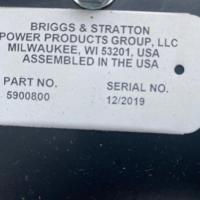 BRIGGS & STRATTON
POWER PRODUCTS GROUP, LLC
MILWAUKEE, WI 53201, USA
ASSEMBLED IN THE USA
PART NO. SERIAL NO.
5900800 12/2019